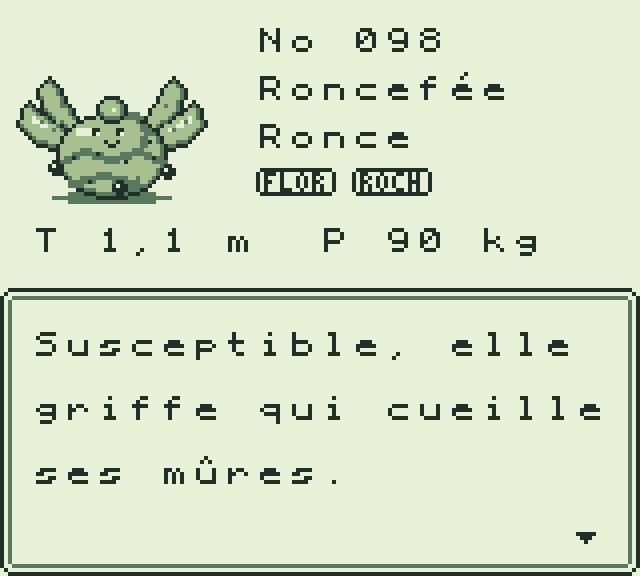 No 098
Roncefée
Ronce
FLOR ROCH
T 1,1 m P 90 kg
Susceptible, elle
griffe qui cueille
ses mûres.